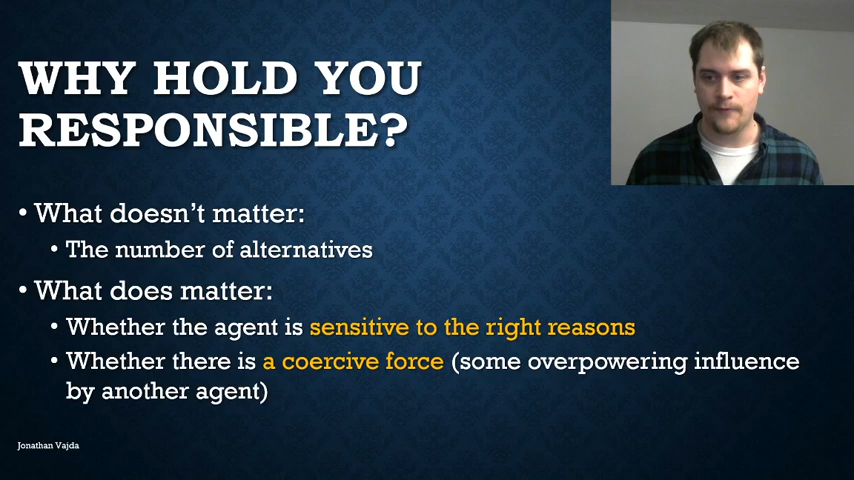 WHY HOLD YOU
RESPONSIBLE?
• What doesn't matter:
• The number of alternatives
• What does matter:
• Whether the agent is sensitive to the right reasons
• Whether there is a coercive force (some overpowering influence
by another agent)
Jonathan Vajda